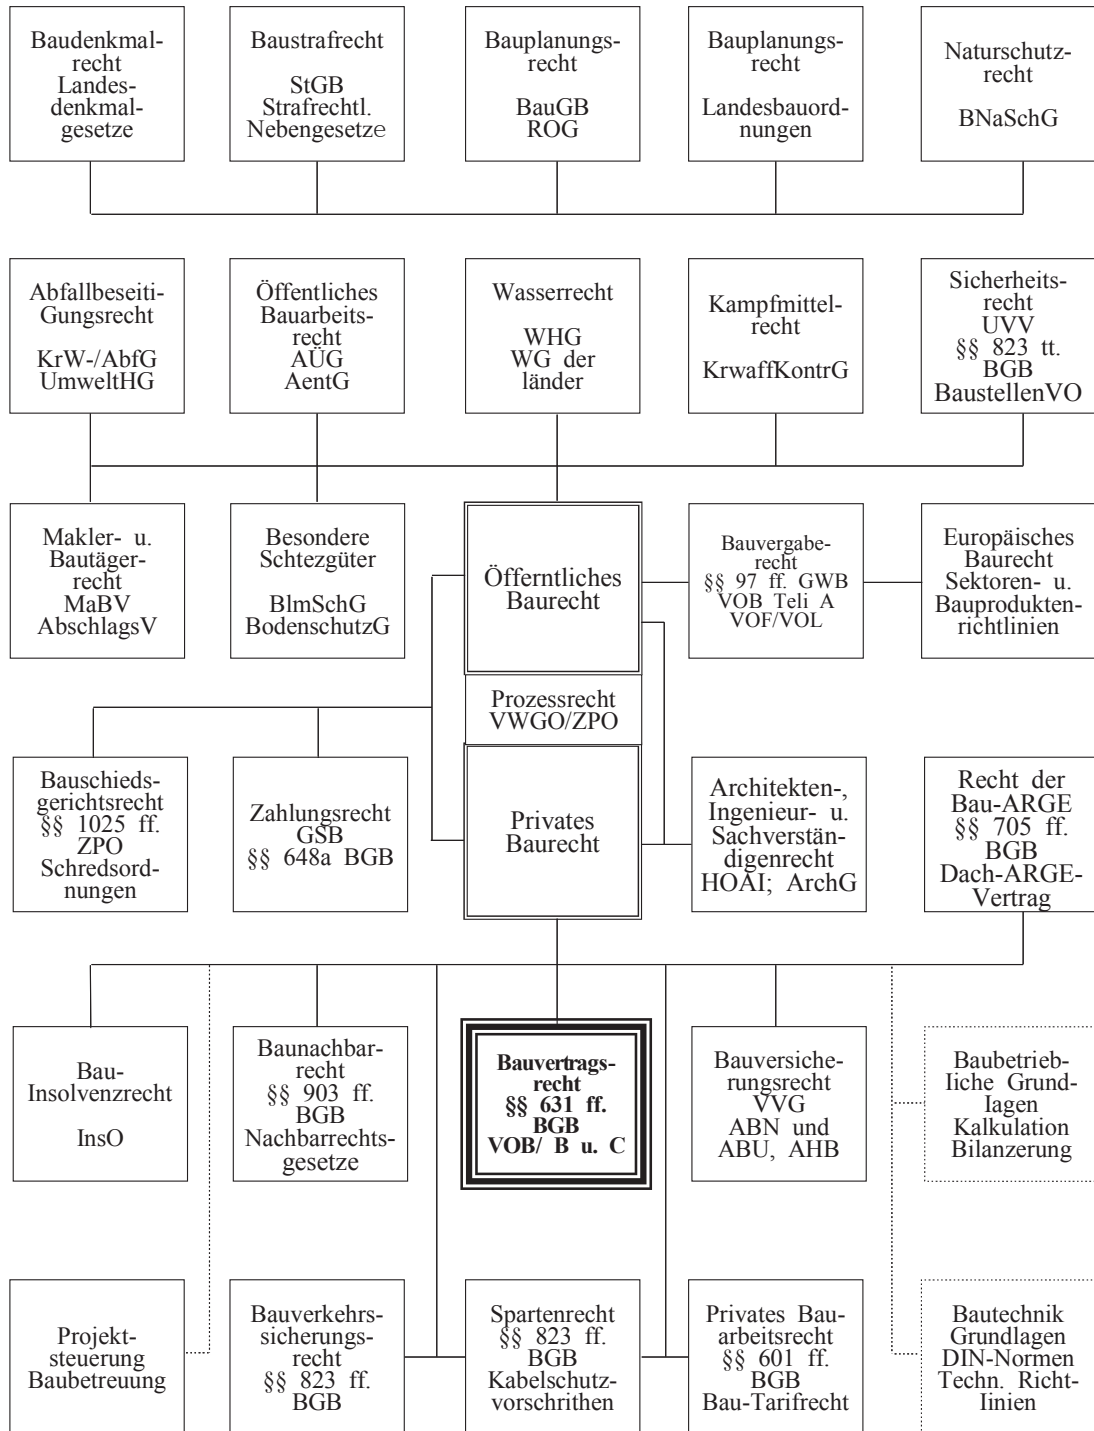 Baudenkmal-
recht
Landes-
denkmal-
gesetze
Baustrafrecht
StGB
Strafrechtl.
Nebengesetze
Bauplanungs-
recht
BauGB
ROG
Bauplanungs-
recht
Landesbauord-
nungen
Naturschutz-
recht
BNaSchG
Abfallbeseiti-
Gungsrecht
KrW-/AbfG
UmweltHG
Öffentliches
Bauarbeits-
recht
AÜG
AentG
Wasserrecht
WHG
WG der
länder
Kampfmittel-
recht
KrwaffKontrG
Sicherheits-
recht
UVV
§§ 823 tt.
BGB
BaustellenVO
Makler- u.
Bautäger-
recht
MaBV
AbschlagsV
Besondere
Schtezgüter
BlmSchG
BodenschutzG
Öfferntliches
Baurecht
Bauvergabe-
recht
§§ 97 ff. GWB
VOB Teli A
VOF/VOL
Europäisches
Baurecht
Sektoren- u.
Bauprodukten-
richtlinien
Prozessrecht
VWGO/ZPO
Bauschieds-
gerichtsrecht
§§ 1025 ff.
ZPO
Schredsord-
nungen
Zahlungsrecht
GSB
§§ 648a BGB
Privates
Baurecht
Architekten-,
Ingenieur- u.
Sachverstän-
digenrecht
HOAI; ArchG
Recht der
Bau-ARGE
§§ 705 ff.
BGB
Dach-ARGE-
Vertrag
Bau-
Insolvenzrecht
InsO
Baunachbar-
recht
§§ 903 ff.
BGB
Nachbarrechts-
gesetze
Bauvertrags-
recht
§§ 631 ff.
BGB
VOB/ B u. C
Bauversiche-
rungsrecht
VVG
ABN und
ABU, AHB
Baubetrieb-
liche Grund-
lagen
Kalkulation
Bilanzerung
Projekt-
steuerung
Baubetreuung
Bauverkehrs-
sicherungs-
recht
§§ 823 ff.
BGB
Spartenrecht
§§ 823 ff.
BGB
Kabelschutz-
vorschrithen
Privates Bau-
arbeitsrecht
§§ 601 ff.
BGB
Bau-Tarifrecht
Bautechnik
Grundlagen
DIN-Normen
Techn. Richt-
linien